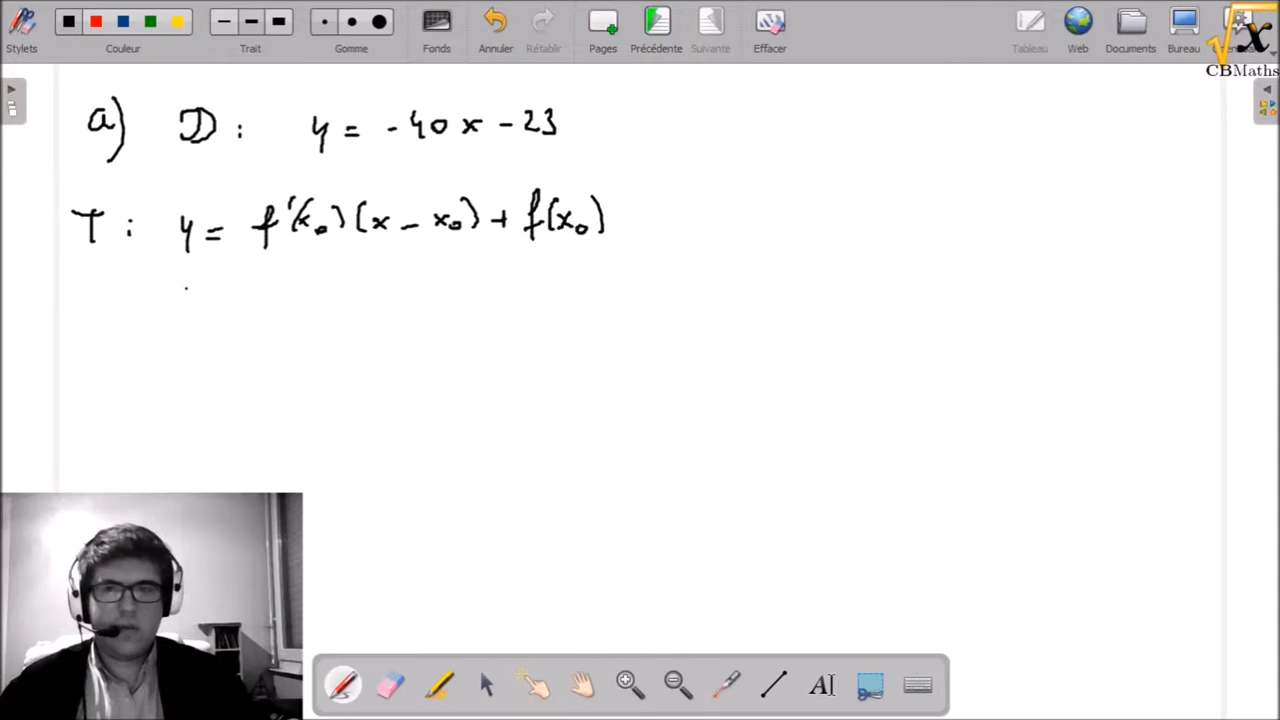 Stylets Couleur Trait Gomme Fonds Annuler Rétablir Pages Précédente Suivante Effacer Tableau Web Documents Bureau
CBMaths
a) D : y = -40x - 23
T : y = f'(x₀)(x - x₀) + f(x₀)
AI